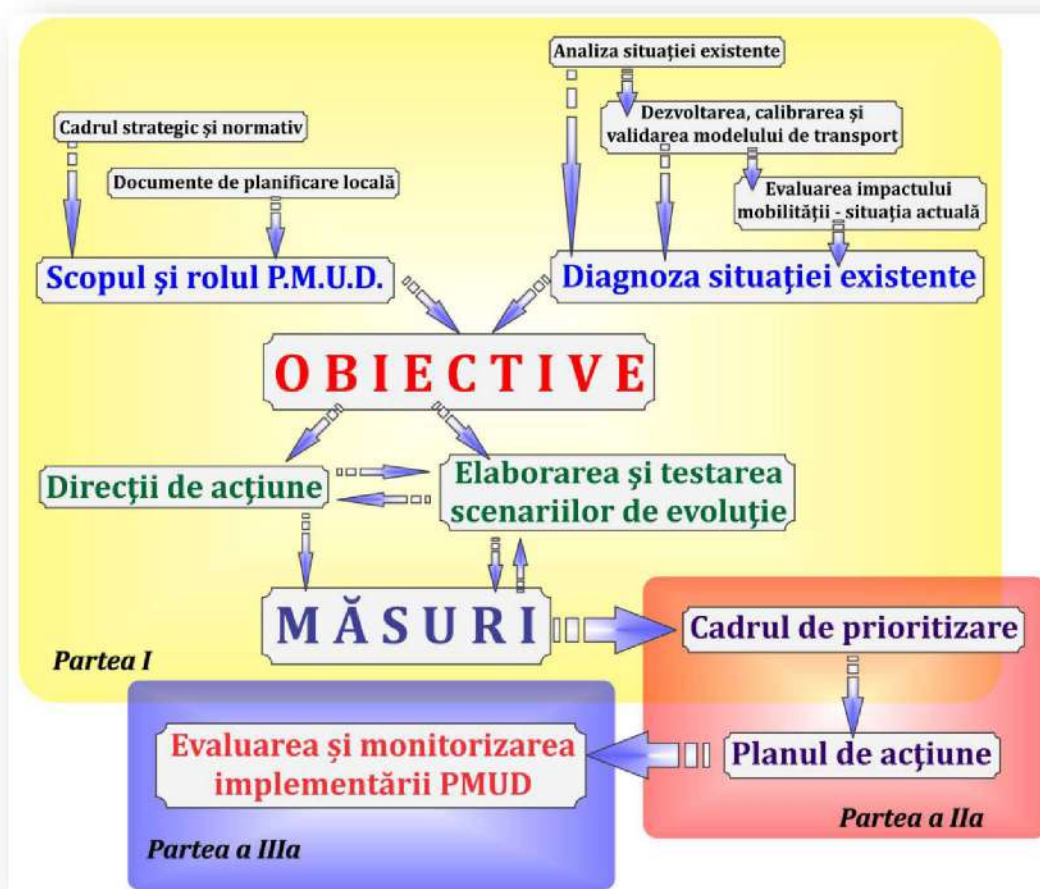 Analiza situației existente
Cadrul strategic și normativ
Dezvoltarea, calibrarea și
validarea modelului de transport
Documente de planificare locală
Evaluarea impactului
mobilității - situația actuală
Scopul și rolul P.M.U.D.
Diagnoza situației existente
OBIECTIVE
Direcții de acțiune
Elaborarea și testarea
scenariilor de evoluție
MĂSURI
Cadrul de prioritizare
Partea I
Evaluarea și monitorizarea
implementării PMUD
Planul de acțiune
Partea a IIa
Partea a IIIa